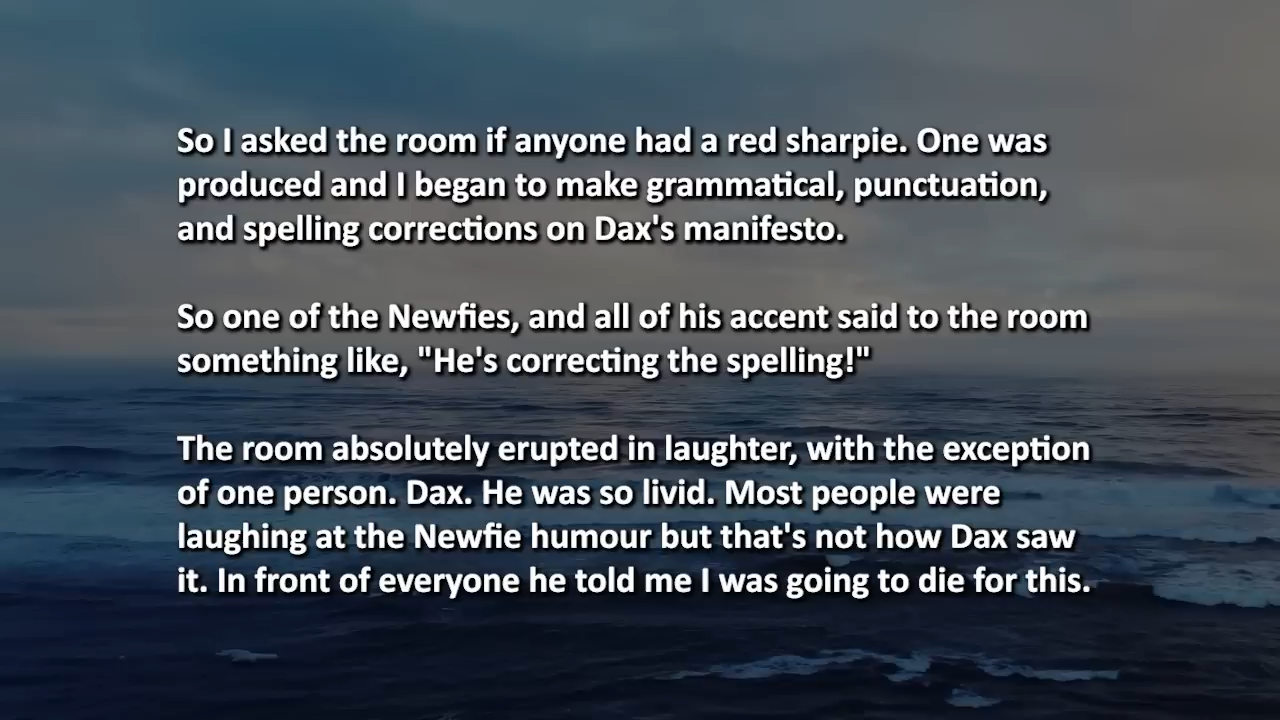 So I asked the room if anyone had a red sharpie. One was
produced and I began to make grammatical, punctuation,
and spelling corrections on Dax's manifesto.
So one of the Newfies, and all of his accent said to the room
something like, "He's correcting the spelling!"
The room absolutely erupted in laughter, with the exception
of one person. Dax. He was so livid. Most people were
laughing at the Newfie humour but that's not how Dax saw
it. In front of everyone he told me I was going to die for this.